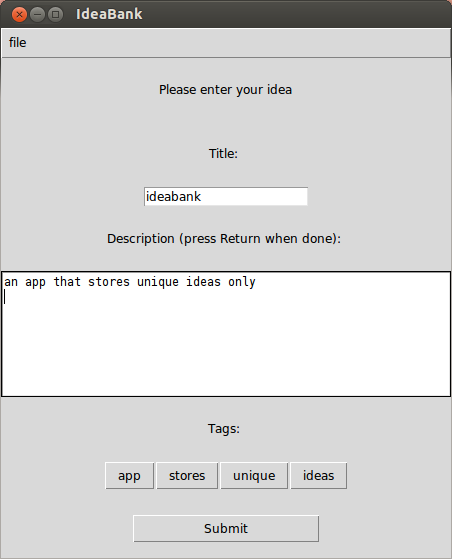 IdeaBank
file
Please enter your idea
Title:
ideabank
Description (press Return when done):
an app that stores unique ideas only
Tags:
app stores unique ideas
Submit